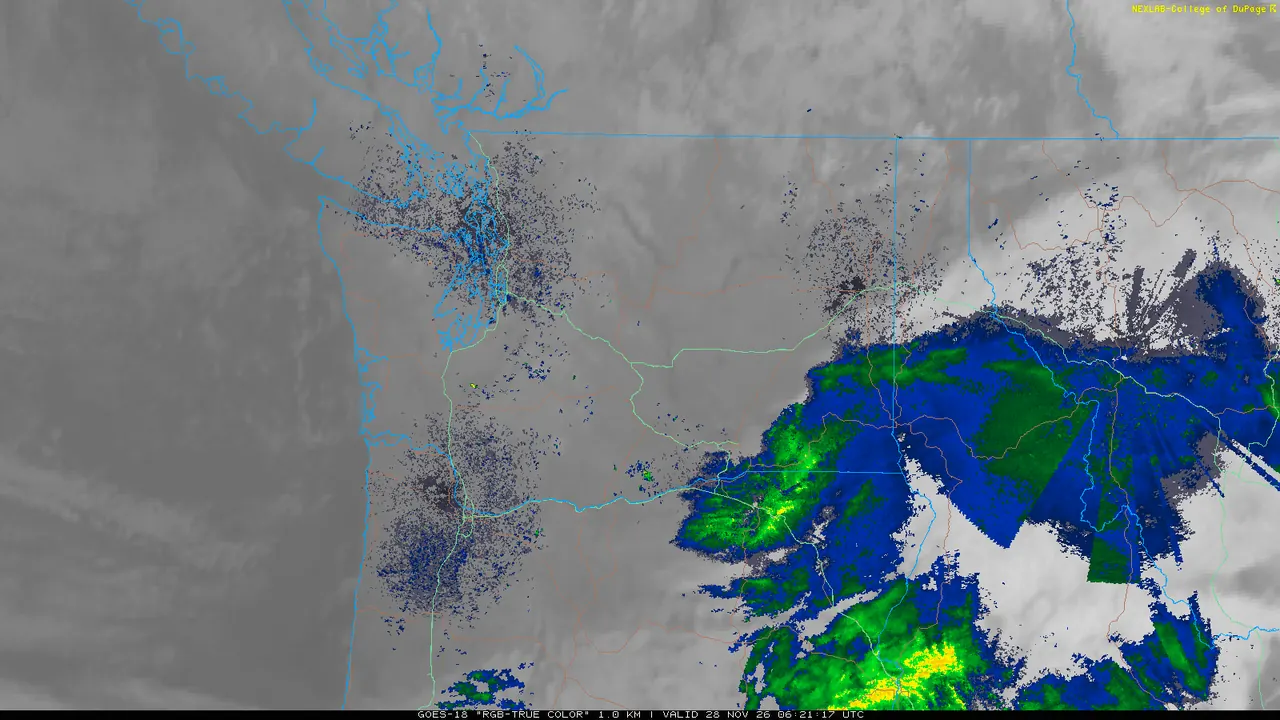 NEXLAB-College of DuPage
GOES-18 "RGB-TRUE COLOR" 1.0 KM | VALID 28 NOV 26 06:21:17 UTC